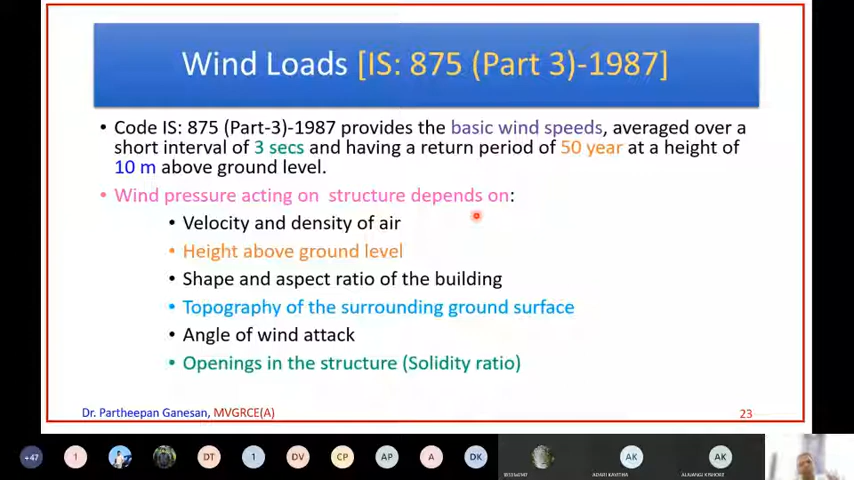 Wind Loads [IS: 875 (Part 3)-1987]
• Code IS: 875 (Part-3)-1987 provides the basic wind speeds, averaged over a
short interval of 3 secs and having a return period of 50 year at a height of
10 m above ground level.
• Wind pressure acting on structure depends on:
• Velocity and density of air
• Height above ground level
• Shape and aspect ratio of the building
• Topography of the surrounding ground surface
• Angle of wind attack
• Openings in the structure (Solidity ratio)
Dr. Partheepan Ganesan, MVGRCE(A)
23
+47 1 DT 1 DV CP AP A DK AK AK